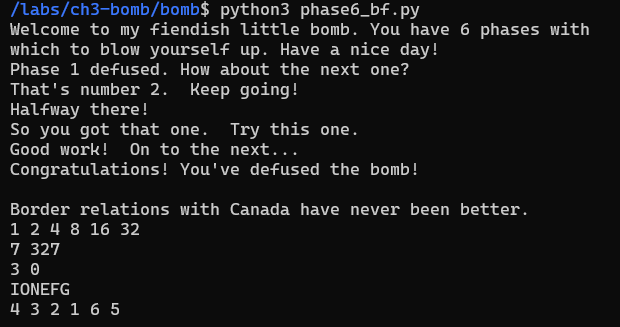 /labs/ch3-bomb/bomb$ python3 phase6_bf.py
Welcome to my fiendish little bomb. You have 6 phases with
which to blow yourself up. Have a nice day!
Phase 1 defused. How about the next one?
That's number 2.  Keep going!
Halfway there!
So you got that one.  Try this one.
Good work!  On to the next...
Congratulations! You've defused the bomb!
Border relations with Canada have never been better.
1 2 4 8 16 32
7 327
3 0
IONEFG
4 3 2 1 6 5